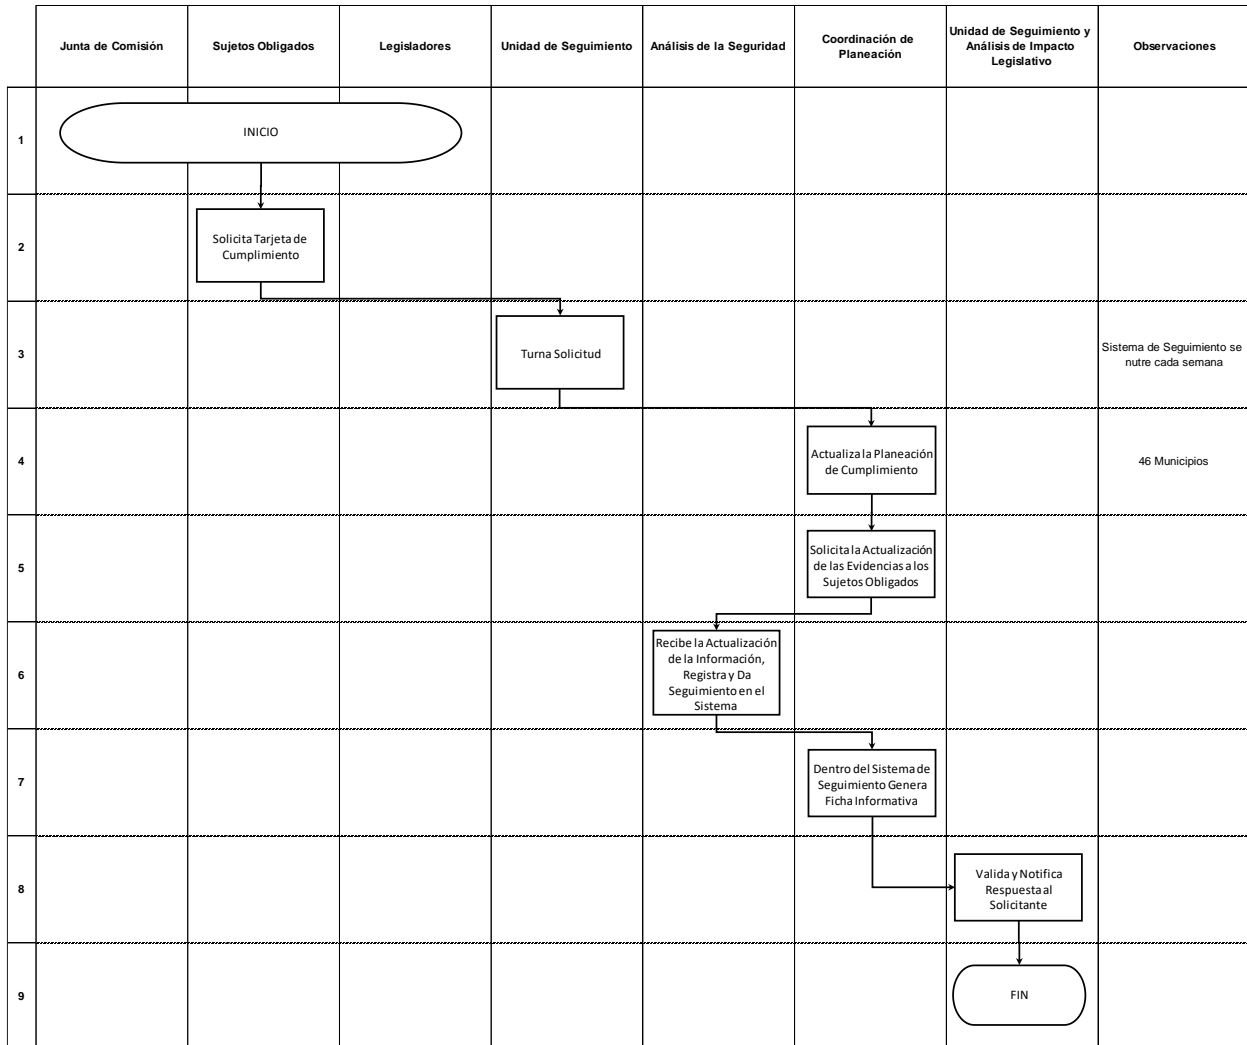 Junta de Comisión
Sujetos Obligados
Legisladores
Unidad de Seguimiento
Análisis de la Seguridad
Coordinación de
Planeación
Unidad de Seguimiento y
Análisis de Impacto
Legislativo
Observaciones
1
INICIO
2
Solicita Tarjeta de
Cumplimiento
3
Turna Solicitud
Sistema de Seguimiento se
nutre cada semana
4
Actualiza la Planeación
de Cumplimiento
46 Municipios
5
Solicita la Actualización
de las Evidencias a los
Sujetos Obligados
6
Recibe la Actualización
de la Información,
Registra y Da
Seguimiento en el
Sistema
7
Dentro del Sistema de
Seguimiento Genera
Ficha Informativa
8
Valida y Notifica
Respuesta al
Solicitante
9
FIN